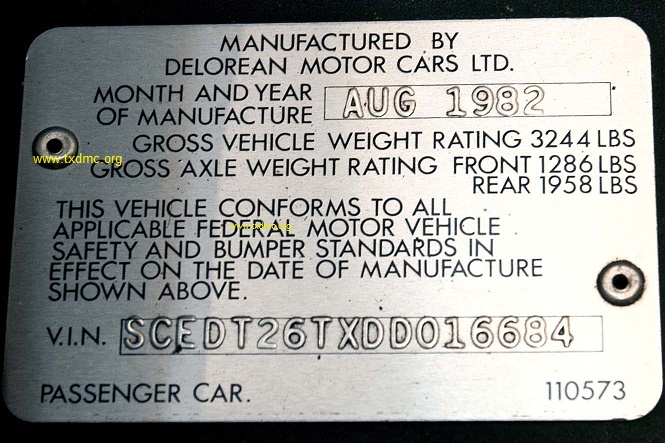 MANUFACTURED BY
DELOREAN MOTOR CARS LTD.
MONTH AND YEAR
OF MANUFACTURE AUG 1982
GROSS VEHICLE WEIGHT RATING 3244 LBS
www.txdmc.org
GROSS AXLE WEIGHT RATING FRONT 1286 LBS
REAR 1958 LBS
THIS VEHICLE CONFORMS TO ALL
APPLICABLE FEDERAL MOTOR VEHICLE
www.txdmc.org
SAFETY AND BUMPER STANDARDS IN
EFFECT ON THE DATE OF MANUFACTURE
SHOWN ABOVE.
V.I.N. SCEDT26TXDD016684
PASSENGER CAR. 110573